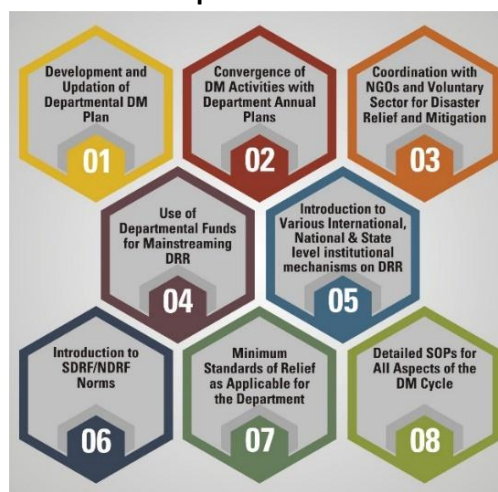 Development and
Updation of
Departmental DM
Plan
01
Convergence of
DM Activities with
Department Annual
Plans
02
Coordination with
NGOs and Voluntary
Sector for Disaster
Relief and Mitigation
03
Use of
Departmental Funds
for Mainstreaming
DRR
04
Introduction to
Various International,
National & State
level institutional
mechanisms on DRR
05
Introduction to
SDRF/NDRF
Norms
06
Minimum
Standards of Relief
as Applicable for
the Department
07
Detailed SOPs for
All Aspects of the
DM Cycle
08